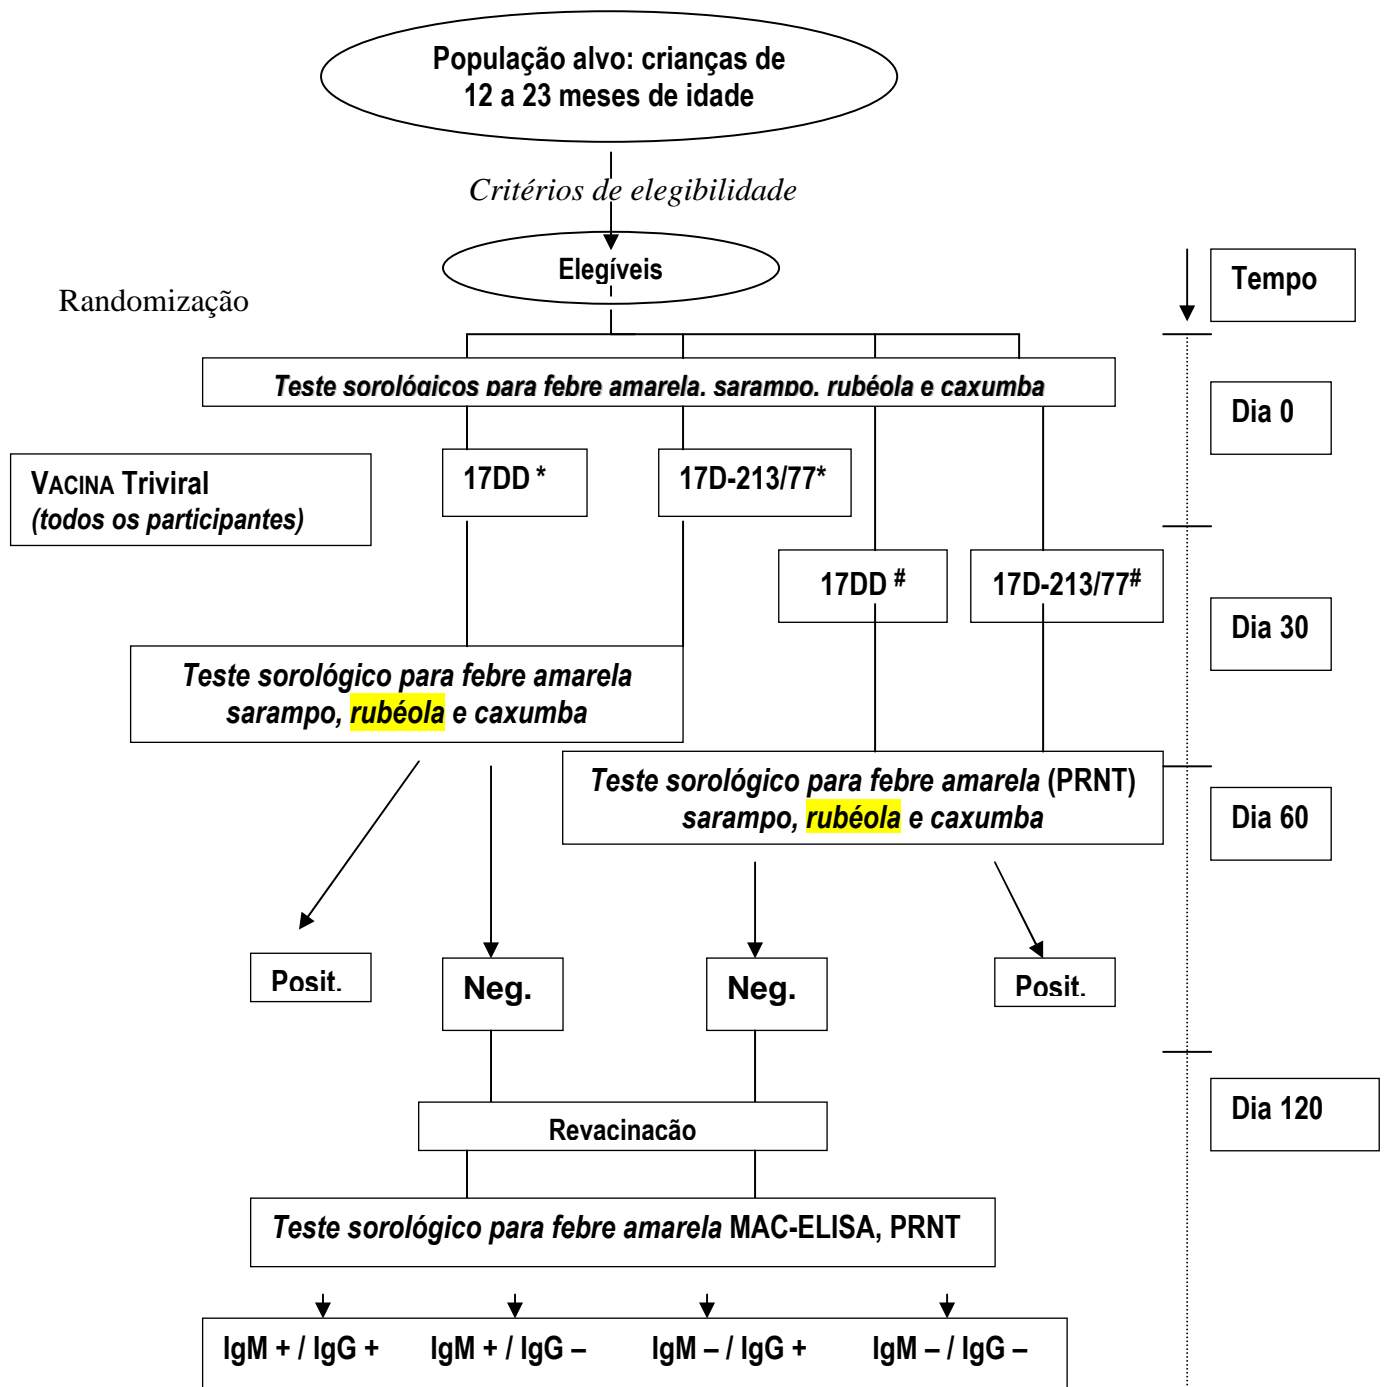 População alvo: crianças de
12 a 23 meses de idade
Critérios de elegibilidade
Elegíveis
Tempo
Randomização
Teste sorológicos para febre amarela, sarampo, rubéola e caxumba
Dia 0
VACINA Triviral
(todos os participantes)
17DD *
17D-213/77*
17DD #
17D-213/77#
Dia 30
Teste sorológico para febre amarela
sarampo, rubéola e caxumba
Teste sorológico para febre amarela (PRNT)
sarampo, rubéola e caxumba
Dia 60
Posit.
Neg.
Neg.
Posit.
Dia 120
Revacinacão
Teste sorológico para febre amarela MAC-ELISA, PRNT
IgM + / IgG + IgM + / IgG – IgM – / IgG + IgM – / IgG –